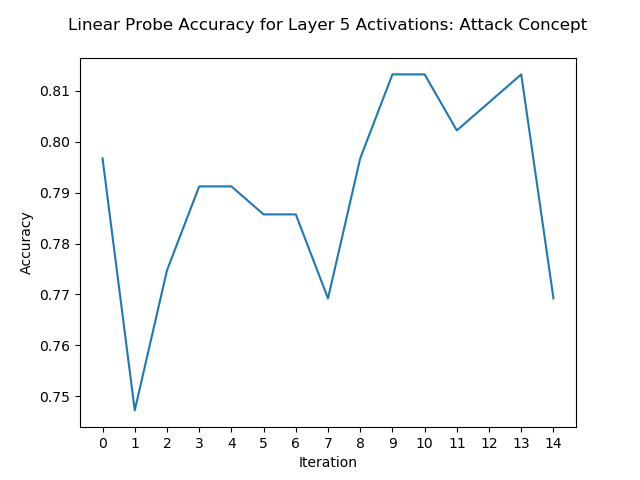 Linear Probe Accuracy for Layer 5 Activations: Attack Concept
0.81
0.80
0.79
0.78
0.77
0.76
0.75
Accuracy
0 1 2 3 4 5 6 7 8 9 10 11 12 13 14
Iteration